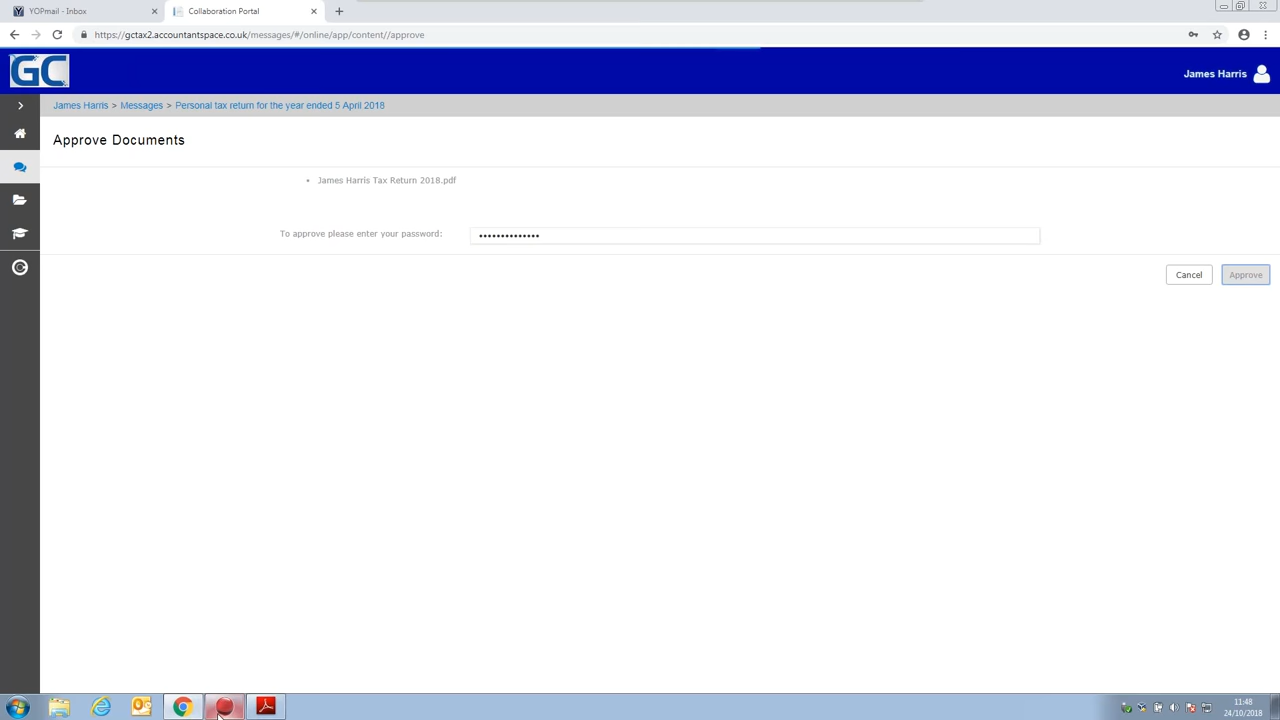 YOPmail - Inbox
Collaboration Portal
https://gctax2.accountantspace.co.uk/messages/#/online/app/content//approve
GC
James Harris
James Harris > Messages > Personal tax return for the year ended 5 April 2018
Approve Documents
• James Harris Tax Return 2018.pdf
To approve please enter your password: ••••••••••••••
Cancel
Approve
11:48
24/10/2018